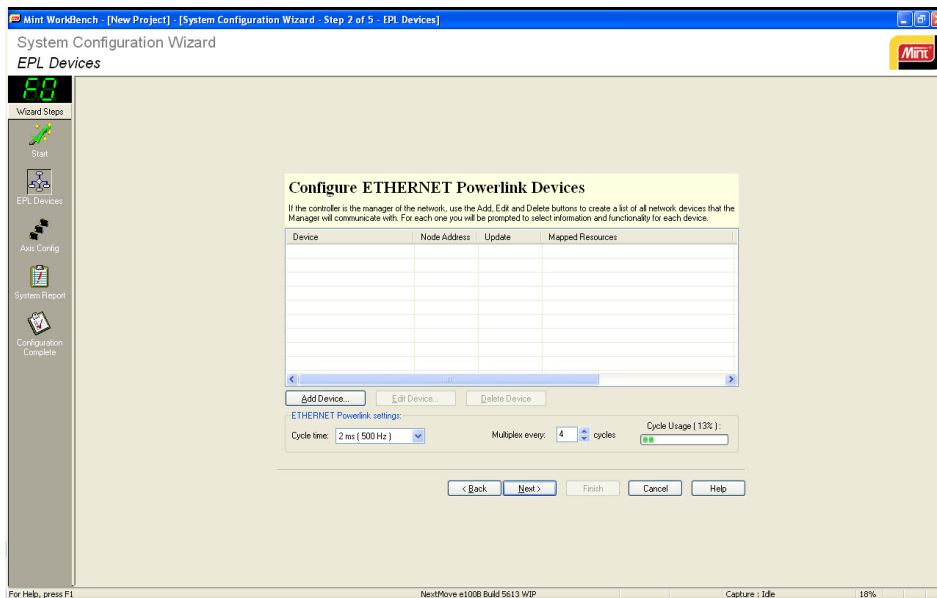 Mint WorkBench - [New Project] - [System Configuration Wizard - Step 2 of 5 - EPL Devices]
System Configuration Wizard
EPL Devices
Mint
F0
Wizard Steps
Start
EPL Devices
Axis Config
System Report
Configuration
Complete
Configure ETHERNET Powerlink Devices
If the controller is the manager of the network, use the Add, Edit and Delete buttons to create a list of all network devices that the
Manager will communicate with. For each one you will be prompted to select information and functionality for each device.
Device Node Address Update Mapped Resources
Add Device... Edit Device... Delete Device
ETHERNET Powerlink settings:
Cycle time: 2 ms ( 500 Hz ) Multiplex every: 4 cycles Cycle Usage ( 13% ) :
< Back Next > Finish Cancel Help
For Help, press F1 NextMove e100B Build 5613 WIP Capture : Idle 18%